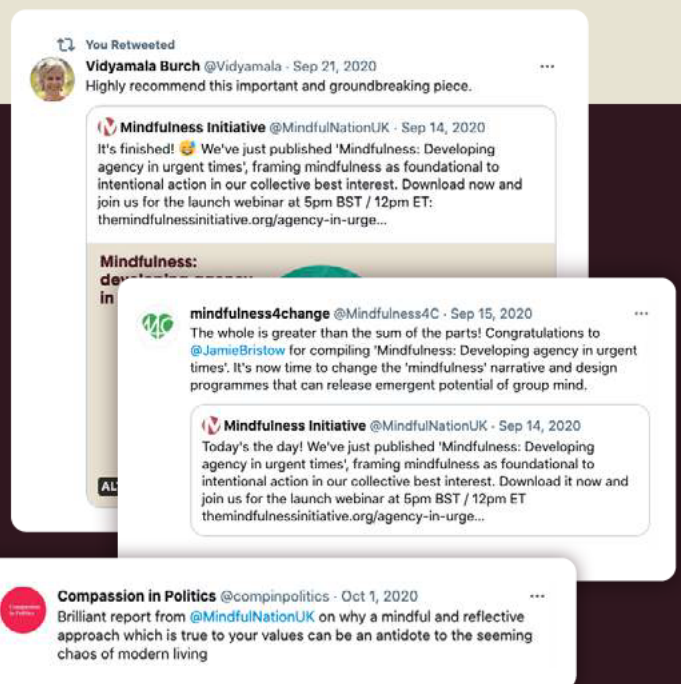 You Retweeted
Vidyamala Burch @Vidyamala · Sep 21, 2020
Highly recommend this important and groundbreaking piece.
Mindfulness Initiative @MindfulNationUK · Sep 14, 2020
It's finished! 😅 We've just published 'Mindfulness: Developing
agency in urgent times', framing mindfulness as foundational to
intentional action in our collective best interest. Download now and
join us for the launch webinar at 5pm BST / 12pm ET:
themindfulnessinitiative.org/agency-in-urge...
Mindfulness:
in
AL
mindfulness4change @Mindfulness4C · Sep 15, 2020
The whole is greater than the sum of the parts! Congratulations to
@JamieBristow for compiling 'Mindfulness: Developing agency in urgent
times'. It's now time to change the 'mindfulness' narrative and design
programmes that can release emergent potential of group mind.
Mindfulness Initiative @MindfulNationUK · Sep 14, 2020
Today's the day! We've just published 'Mindfulness: Developing
agency in urgent times', framing mindfulness as foundational to
intentional action in our collective best interest. Download it now and
join us for the launch webinar at 5pm BST / 12pm ET
themindfulnessinitiative.org/agency-in-urge...
Compassion in Politics @compinpolitics · Oct 1, 2020
Brilliant report from @MindfulNationUK on why a mindful and reflective
approach which is true to your values can be an antidote to the seeming
chaos of modern living